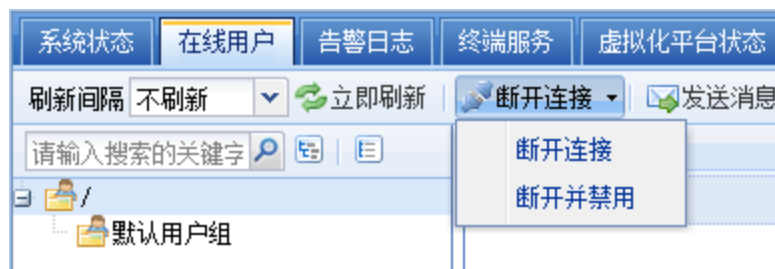 系统状态 在线用户 告警日志 终端服务 虚拟化平台状态
刷新间隔 不刷新 立即刷新 断开连接 发送消息
请输入搜索的关键字
断开连接
断开并禁用
/
默认用户组